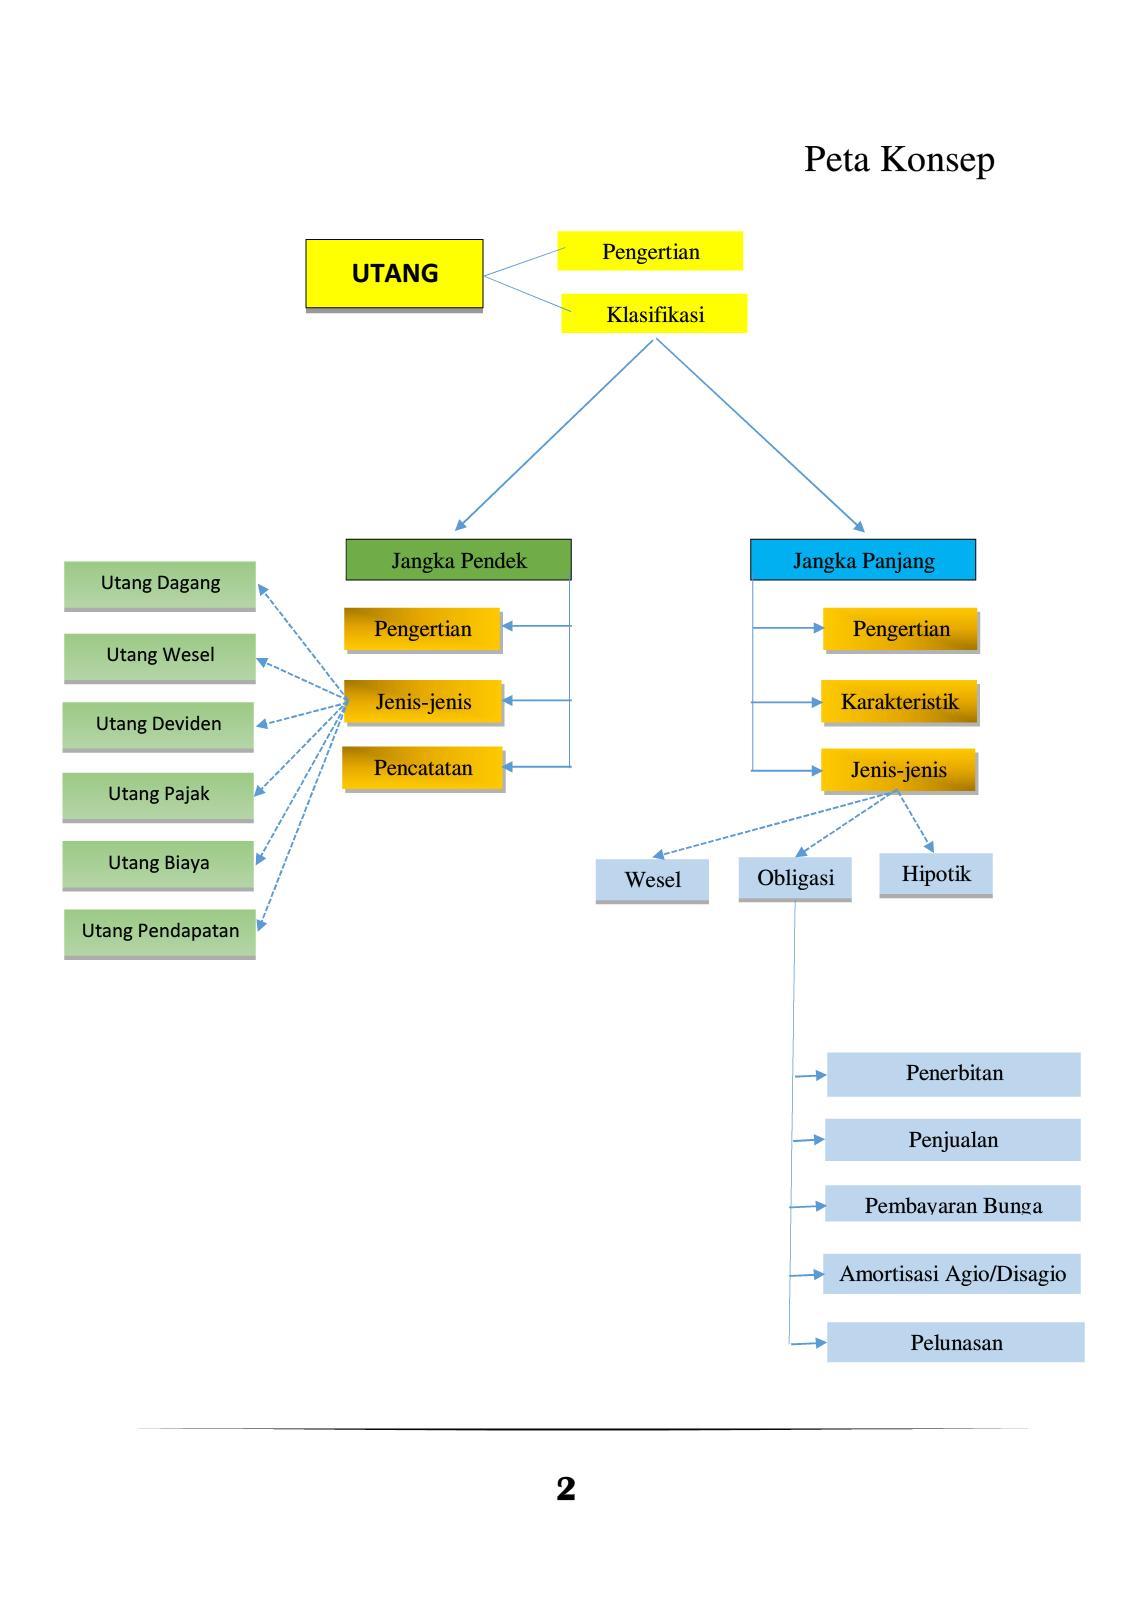 Peta Konsep
UTANG
Pengertian
Klasifikasi
Jangka Pendek
Jangka Panjang
Utang Dagang
Utang Wesel
Utang Deviden
Utang Pajak
Utang Biaya
Utang Pendapatan
Pengertian
Jenis-jenis
Pencatatan
Pengertian
Karakteristik
Jenis-jenis
Wesel
Obligasi
Hipotik
Penerbitan
Penjualan
Pembayaran Bunga
Amortisasi Agio/Disagio
Pelunasan
2